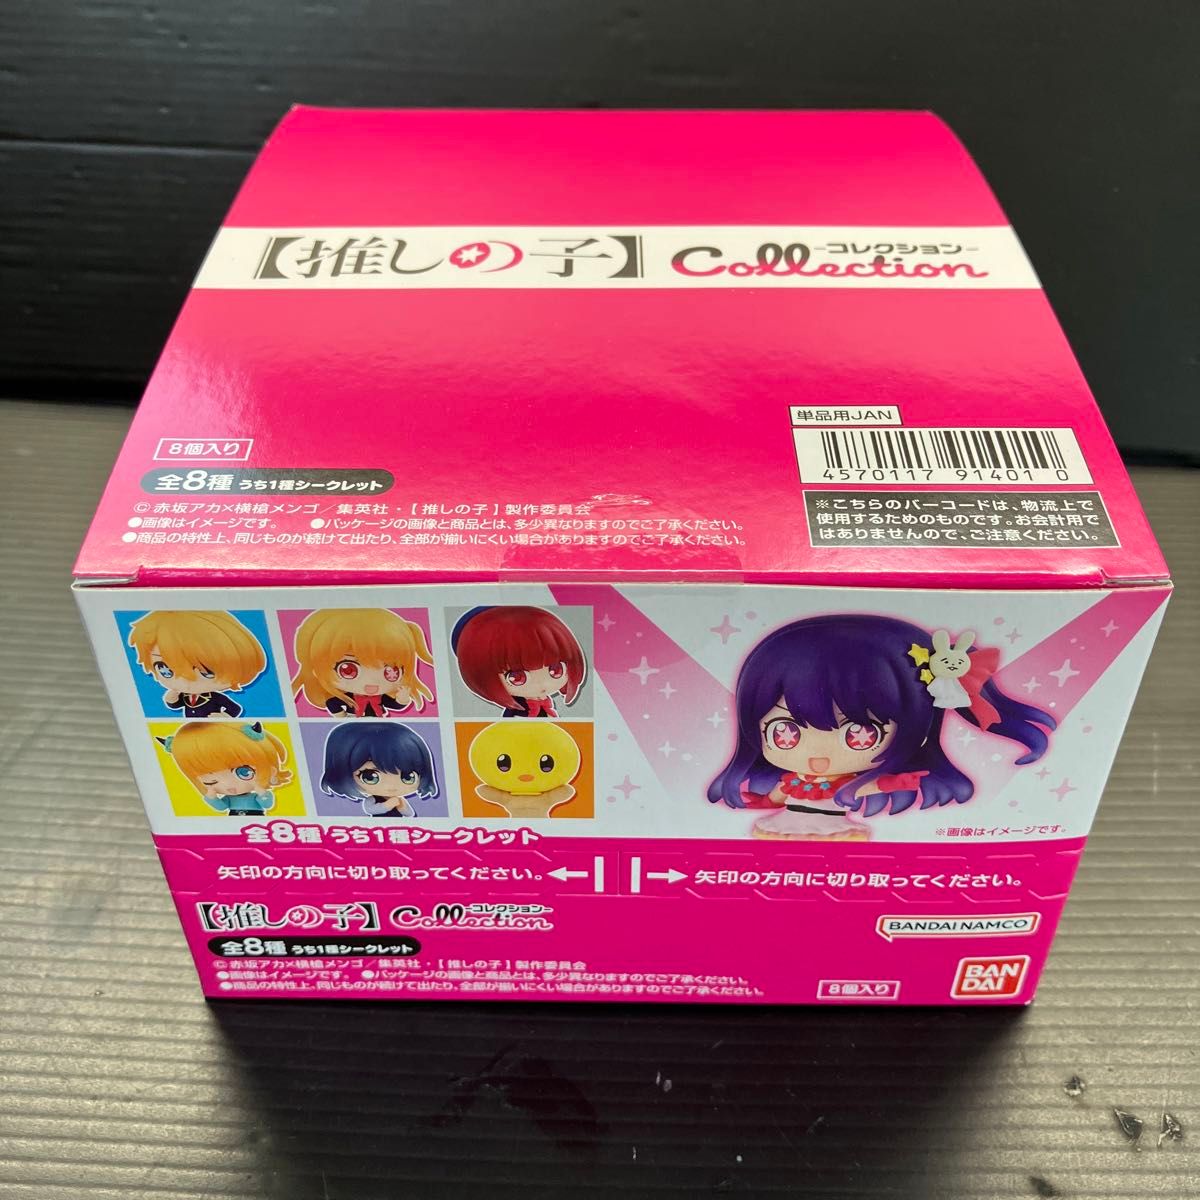 【推しの子】 Collection -コレクション-
8個入り
全8種 うち1種シークレット
©赤坂アカ×横槍メンゴ／集英社・【推しの子】製作委員会
●画像はイメージです。 ●パッケージの画像と商品とは、多少異なりますのでご了承ください。
●商品の特性上、同じものが続けて出たり、全部が揃いにくい場合がありますのでご了承ください。
単品用JAN
4570117 91401 0
※こちらのバーコードは、物流上で
使用するためのものです。お会計用で
はありませんので、ご注意ください。
※画像はイメージです。
全8種 うち1種シークレット
矢印の方向に切り取ってください。← →矢印の方向に切り取ってください。
【推しの子】 Collection -コレクション-
全8種 うち1種シークレット
©赤坂アカ×横槍メンゴ／集英社・【推しの子】製作委員会
●画像はイメージです。 ●パッケージの画像と商品とは、多少異なりますのでご了承ください。
●商品の特性上、同じものが続けて出たり、全部が揃いにくい場合がありますのでご了承ください。
8個入り
BANDAI NAMCO
BAN
DAI